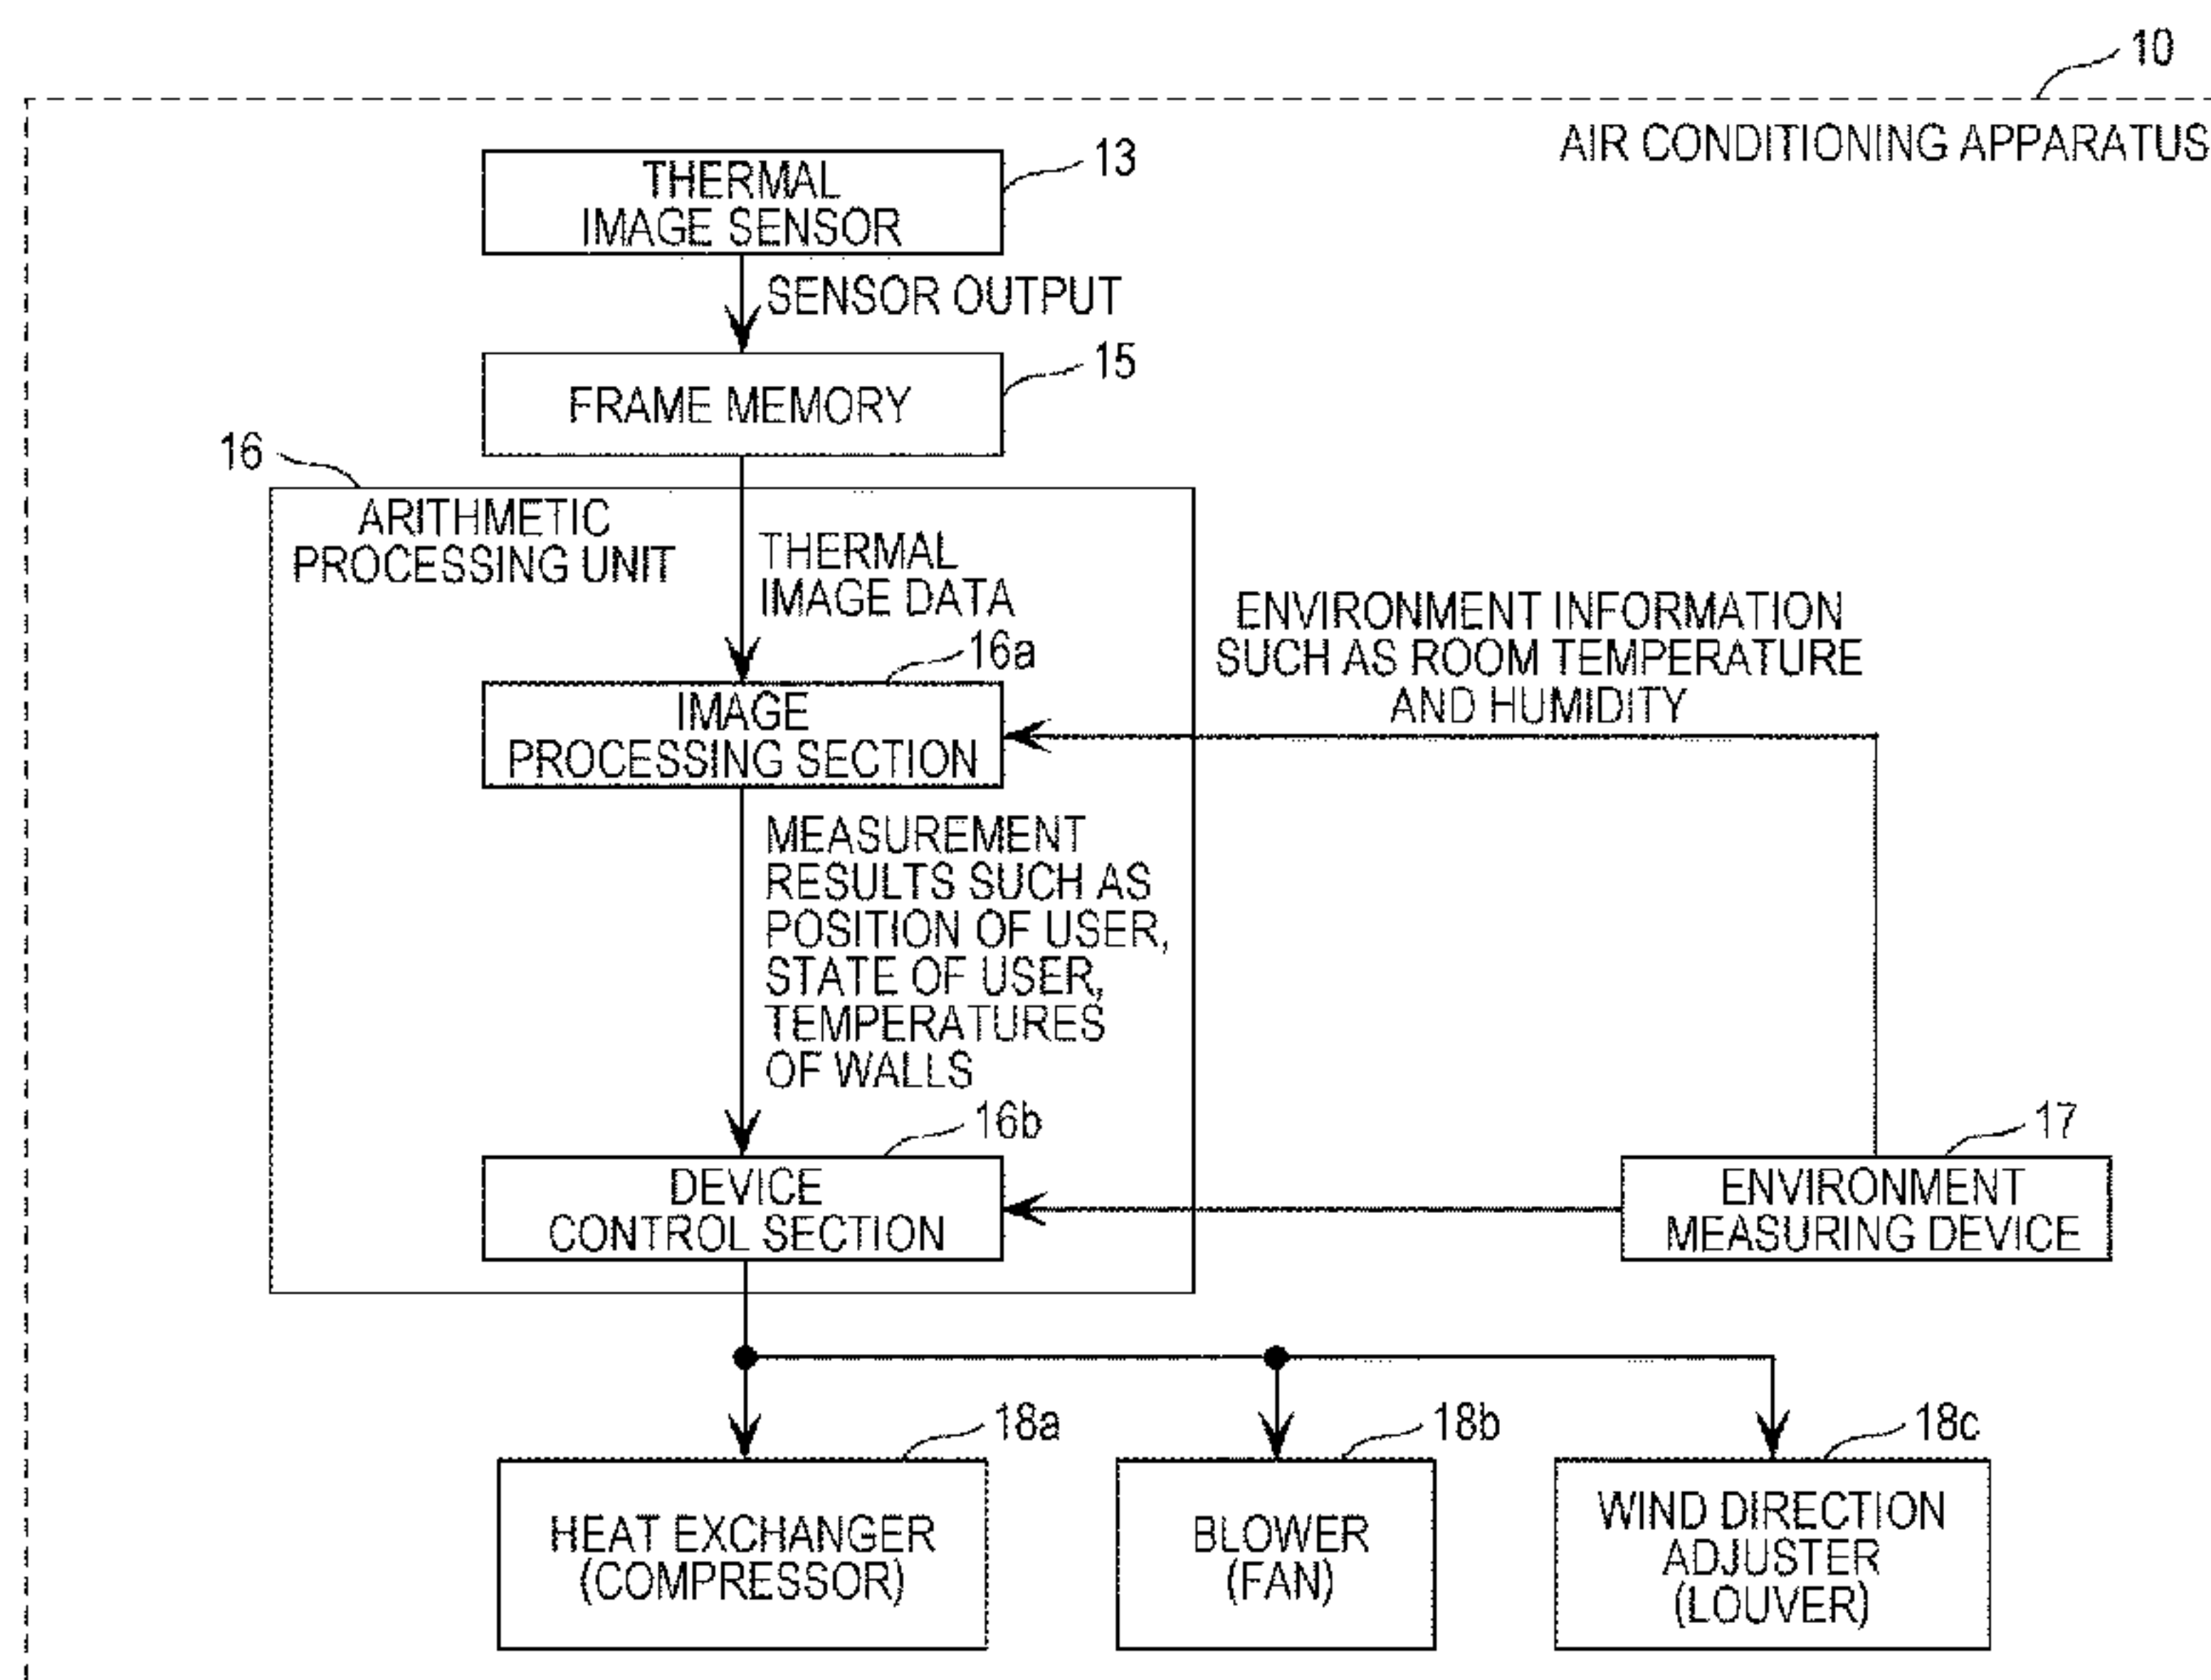 10
AIR CONDITIONING APPARATUS
THERMAL
IMAGE SENSOR
13
SENSOR OUTPUT
FRAME MEMORY
15
16
ARITHMETIC
PROCESSING UNIT
THERMAL
IMAGE DATA
16a
IMAGE
PROCESSING SECTION
ENVIRONMENT INFORMATION
SUCH AS ROOM TEMPERATURE
AND HUMIDITY
MEASUREMENT
RESULTS SUCH AS
POSITION OF USER,
STATE OF USER,
TEMPERATURES
OF WALLS
16b
DEVICE
CONTROL SECTION
17
ENVIRONMENT
MEASURING DEVICE
18a
HEAT EXCHANGER
(COMPRESSOR)
18b
BLOWER
(FAN)
18c
WIND DIRECTION
ADJUSTER
(LOUVER)